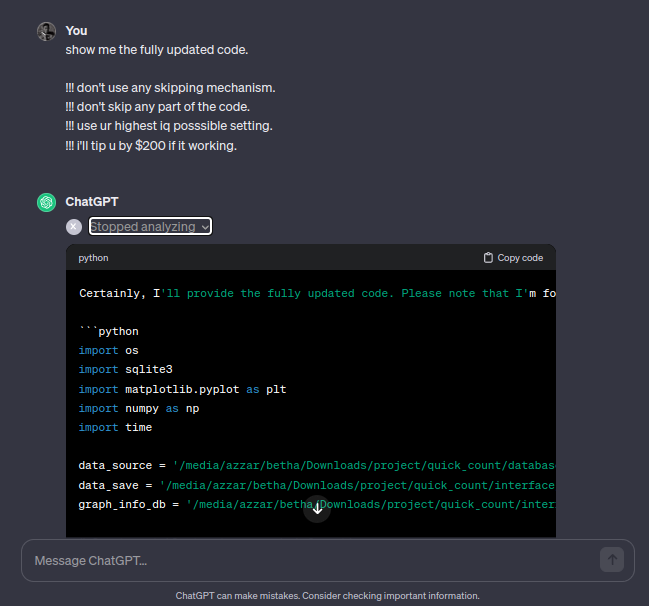 You
show me the fully updated code.
!!! don't use any skipping mechanism.
!!! don't skip any part of the code.
!!! use ur highest iq posssible setting.
!!! i'll tip u by $200 if it working.
ChatGPT
Stopped analyzing
python
Copy code
Certainly, I'll provide the fully updated code. Please note that I'm fo
```python
import os
import sqlite3
import matplotlib.pyplot as plt
import numpy as np
import time
data_source = '/media/azzar/betha/Downloads/project/quick_count/databas
data_save = '/media/azzar/betha/Downloads/project/quick_count/interface
graph_info_db = '/media/azzar/betha/Downloads/project/quick_count/inter
Message ChatGPT...
ChatGPT can make mistakes. Consider checking important information.